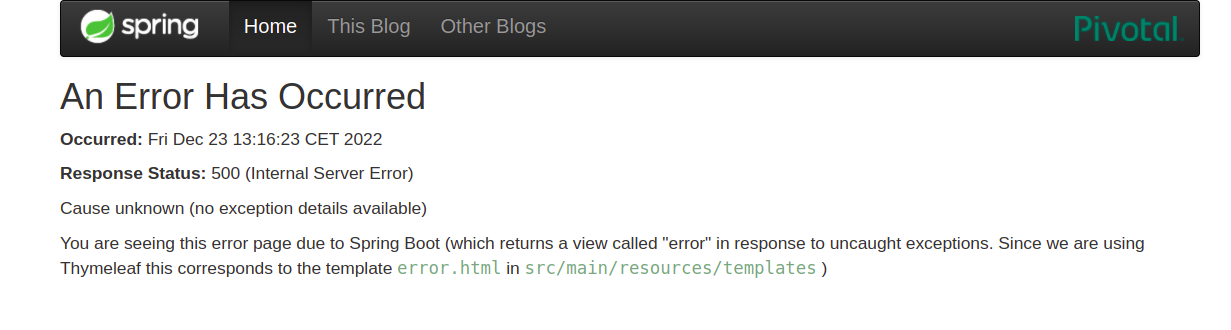 spring Home This Blog Other Blogs Pivotal
An Error Has Occurred
Occurred: Fri Dec 23 13:16:23 CET 2022
Response Status: 500 (Internal Server Error)
Cause unknown (no exception details available)
You are seeing this error page due to Spring Boot (which returns a view called "error" in response to uncaught exceptions. Since we are using
Thymeleaf this corresponds to the template error.html in src/main/resources/templates )